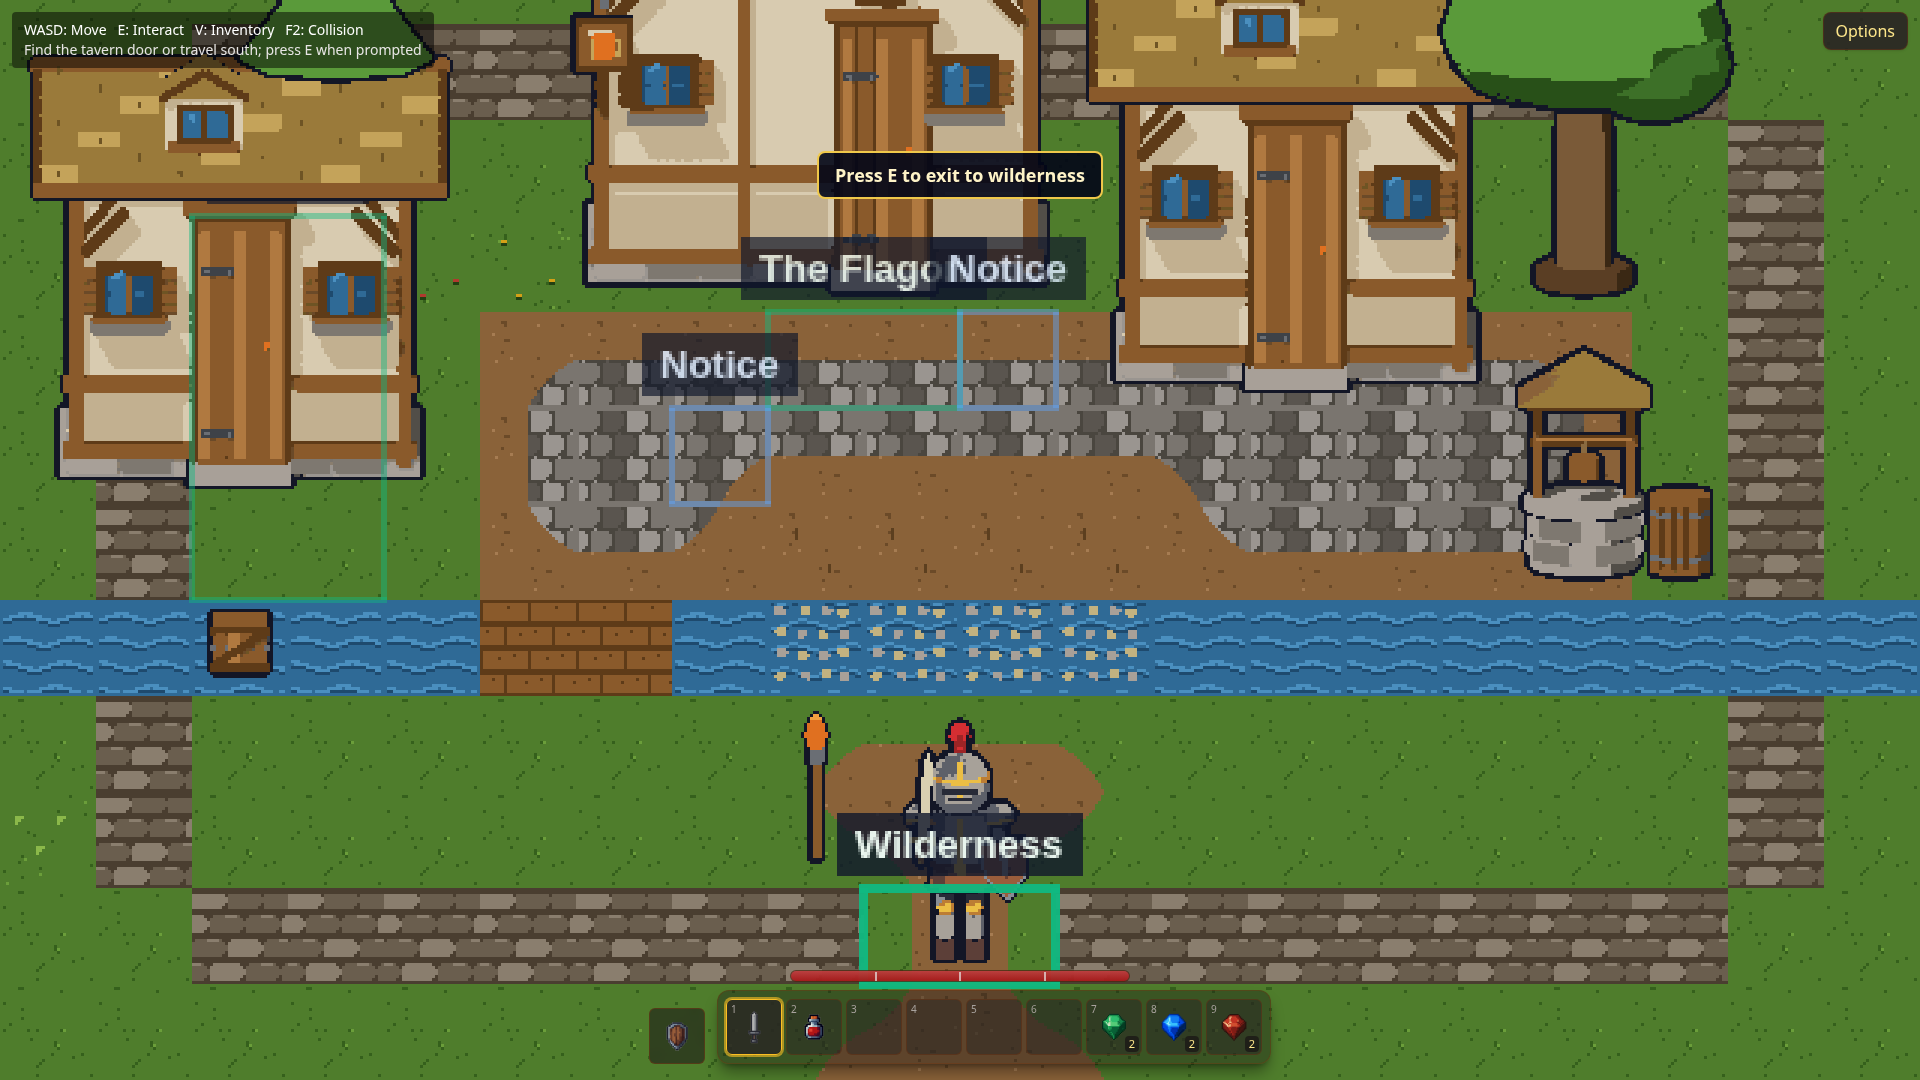 WASD: Move E: Interact V: Inventory F2: Collision
Find the tavern door or travel south; press E when prompted
Options
Press E to exit to wilderness
The Flago
Notice
Notice
Wilderness
1 2 3 4 5 6 7 8 9
2 2 2